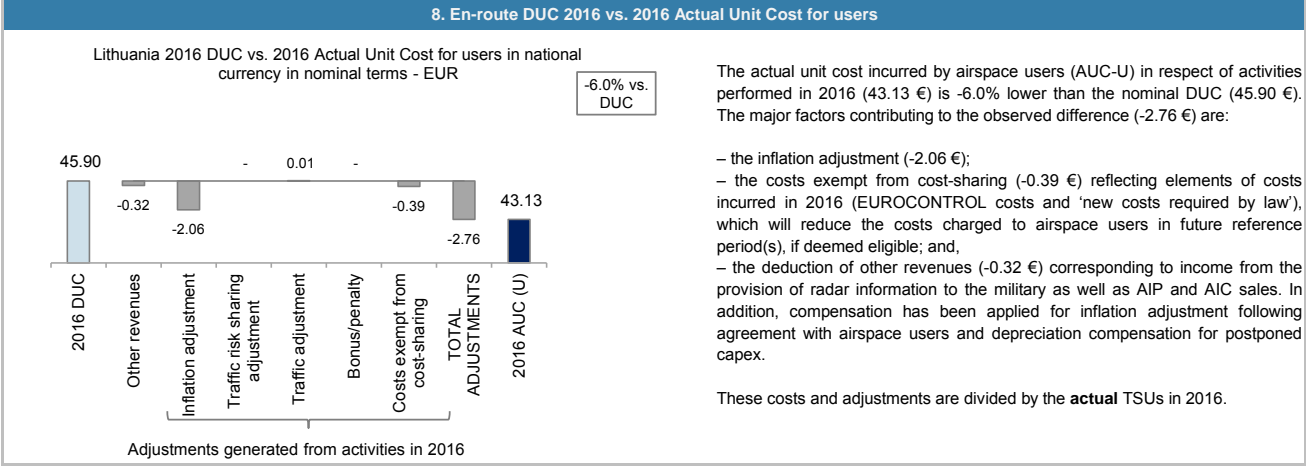 8. En-route DUC 2016 vs. 2016 Actual Unit Cost for users
Lithuania 2016 DUC vs. 2016 Actual Unit Cost for users in national
currency in nominal terms - EUR
-6.0% vs.
DUC
45.90
-0.32
-2.06
-
0.01
-
-0.39
-2.76
43.13
2016 DUC
Other revenues
Inflation adjustment
Traffic risk sharing
adjustment
Traffic adjustment
Bonus/penalty
Costs exempt from
cost-sharing
TOTAL
ADJUSTMENTS
2016 AUC (U)
Adjustments generated from activities in 2016
The actual unit cost incurred by airspace users (AUC-U) in respect of activities
performed in 2016 (43.13 €) is -6.0% lower than the nominal DUC (45.90 €).
The major factors contributing to the observed difference (-2.76 €) are:
– the inflation adjustment (-2.06 €);
– the costs exempt from cost-sharing (-0.39 €) reflecting elements of costs
incurred in 2016 (EUROCONTROL costs and ‘new costs required by law’),
which will reduce the costs charged to airspace users in future reference
period(s), if deemed eligible; and,
– the deduction of other revenues (-0.32 €) corresponding to income from the
provision of radar information to the military as well as AIP and AIC sales. In
addition, compensation has been applied for inflation adjustment following
agreement with airspace users and depreciation compensation for postponed
capex.
These costs and adjustments are divided by the actual TSUs in 2016.